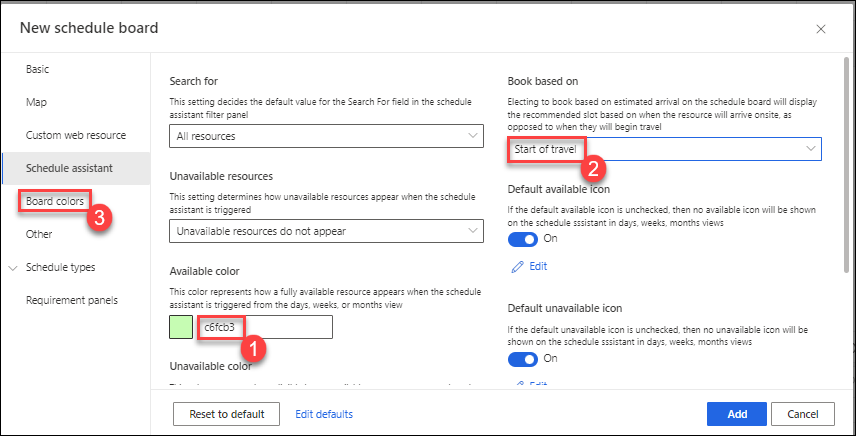 New schedule board
Basic
Map
Custom web resource
Schedule assistant
Board colors
3
Other
Schedule types
Requirement panels
Search for
This setting decides the default value for the Search For field in the schedule
assistant filter panel
All resources
Unavailable resources
This setting determines how unavailable resources appear when the schedule
assistant is triggered
Unavailable resources do not appear
Available color
This color represents how a fully available resource appears when the schedule
assistant is triggered from the days, weeks, or months view
c6fcb3
1
Unavailable color
Book based on
Electing to book based on estimated arrival on the schedule board will display
the recommended slot based on when the resource will arrive onsite, as
opposed to when they will begin travel
Start of travel
2
Default available icon
If the default available icon is unchecked, then no available icon will be shown
on the schedule sssistant in days, weeks, months views
On
Edit
Default unavailable icon
If the default unavailable icon is unchecked, then no unavailable icon will be
shown on the schedule sssistant in days, weeks, months views
On
Edit
Reset to default
Edit defaults
Add
Cancel